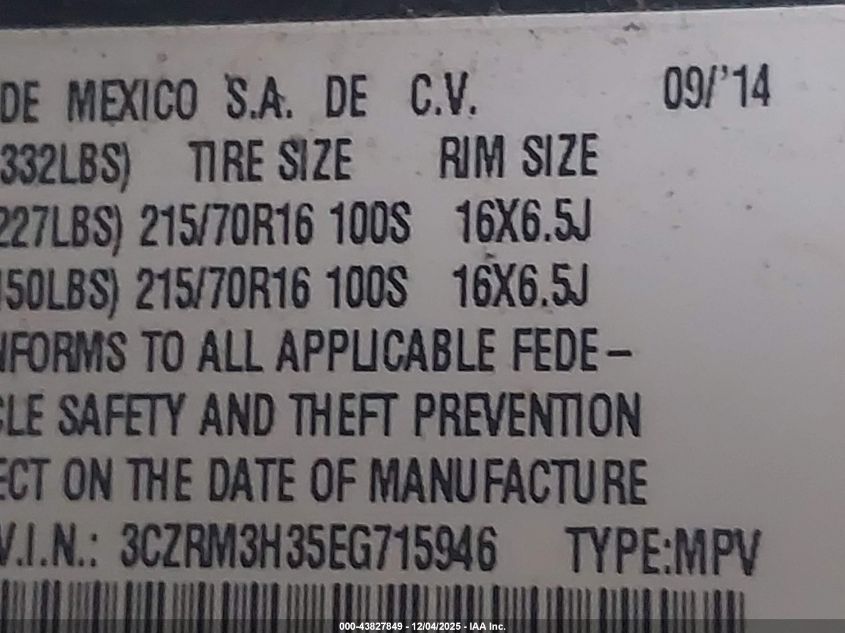 DE MEXICO S.A. DE C.V. 09/'14
332LBS) TIRE SIZE RIM SIZE
227LBS) 215/70R16 100S 16X6.5J
150LBS) 215/70R16 100S 16X6.5J
NFORMS TO ALL APPLICABLE FEDE-
CLE SAFETY AND THEFT PREVENTION
ECT ON THE DATE OF MANUFACTURE
V.I.N.: 3CZRM3H35EG715946 TYPE:MPV
000-43827849 - 12/04/2025 - IAA Inc.